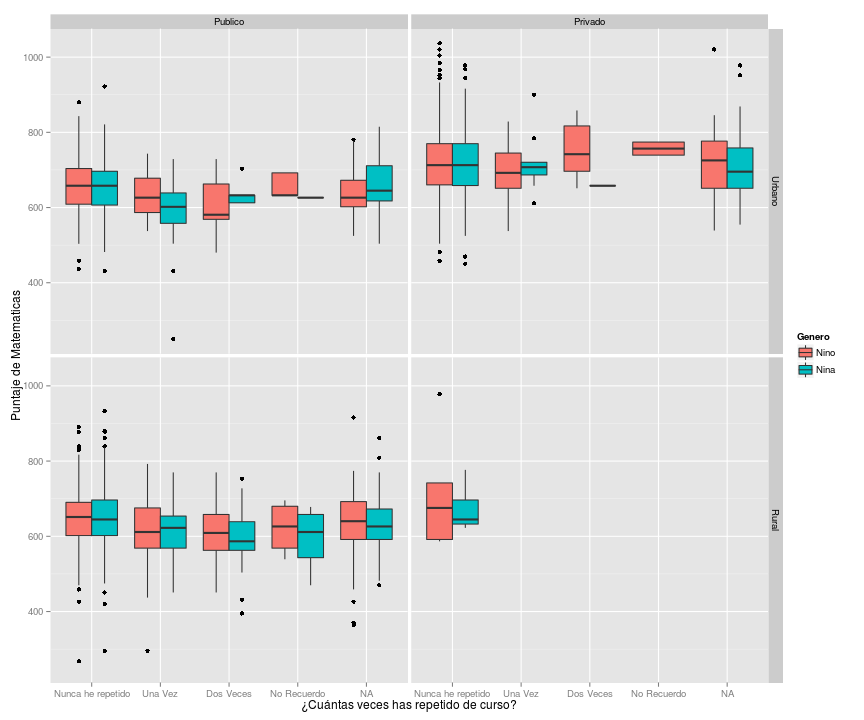 Publico
Privado
1000
800
600
400
Urbano
1000
800
600
400
Rural
Puntaje de Matematicas
Genero
Nino
Nina
Nunca he repetido
Una Vez
Dos Veces
No Recuerdo
NA
Nunca he repetido
Una Vez
Dos Veces
No Recuerdo
NA
¿Cuántas veces has repetido de curso?